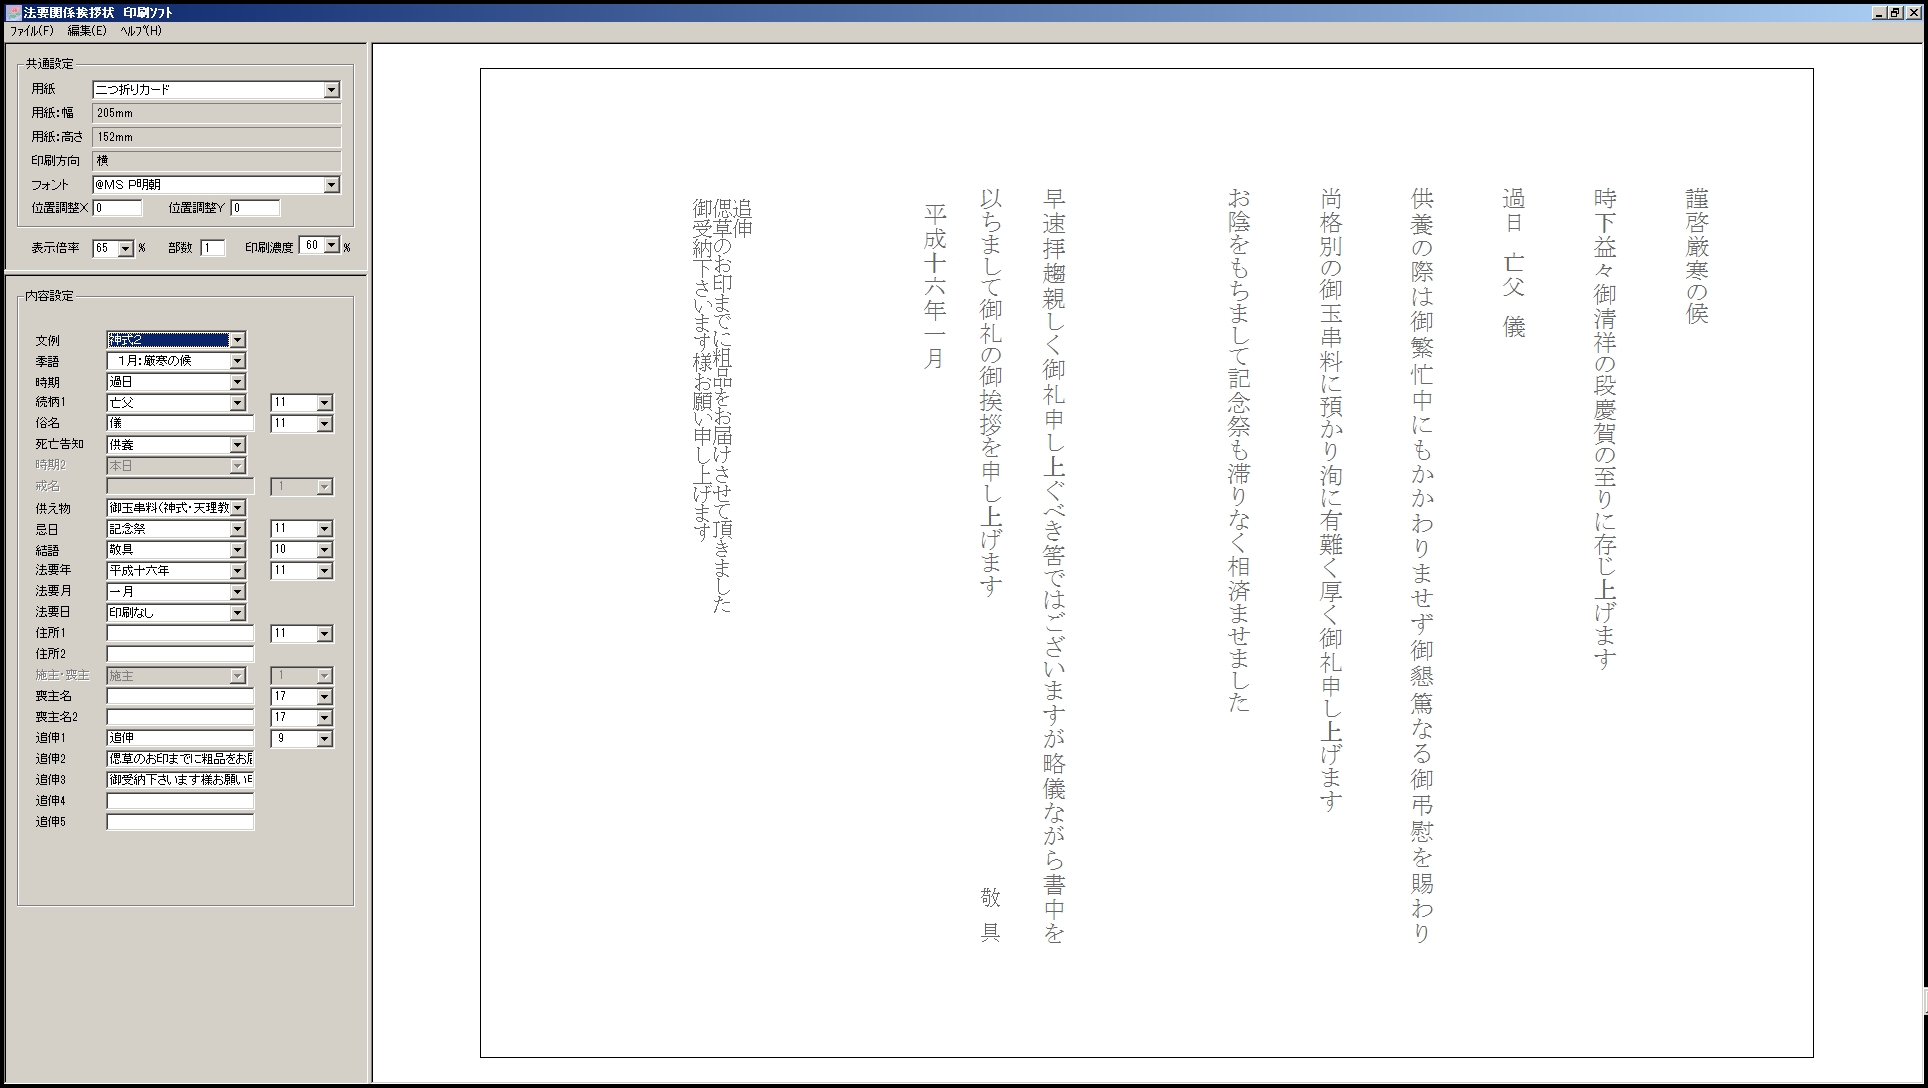 法要関係挨拶状 印刷ソフト
ファイル(F) 編集(E) ヘルプ(H)
共通設定
用紙 二つ折りカード
用紙:幅 205mm
用紙:高さ 152mm
印刷方向 横
フォント @MS P明朝
位置調整X 0 位置調整Y 0
表示倍率 65 % 部数 1 印刷濃度 60 %
内容設定
文例 神式2
季語 1月:厳寒の候
時期 過日
続柄1 亡父 11
俗名 儀 11
死亡告知 供養
時期2 本日
戒名 1
供え物 御玉串料(神式・天理教
忌日 記念祭 11
結語 敬具 10
法要年 平成十六年 11
法要月 一月
法要日 印刷なし
住所1 11
住所2
施主・喪主 施主 1
喪主名 17
喪主名2 17
追伸1 追伸 9
追伸2 偲草のお印までに粗品をお届
追伸3 御受納下さいます様お願い申
追伸4
追伸5
謹啓厳寒の候
時下益々御清祥の段慶賀の至りに存じ上げます
過日 亡父 儀
供養の際は御繁忙中にもかかわりませず御懇篤なる御弔慰を賜わり
尚格別の御玉串料に預かり洵に有難く厚く御礼申し上げます
お陰をもちまして記念祭も滞りなく相済ませました
早速拝趨親しく御礼申し上ぐべき筈ではございますが略儀ながら書中を
以ちまして御礼の御挨拶を申し上げます 敬具
平成十六年一月
追伸
偲草のお印までに粗品をお届けさせて頂きました
御受納下さいます様お願い申し上げます